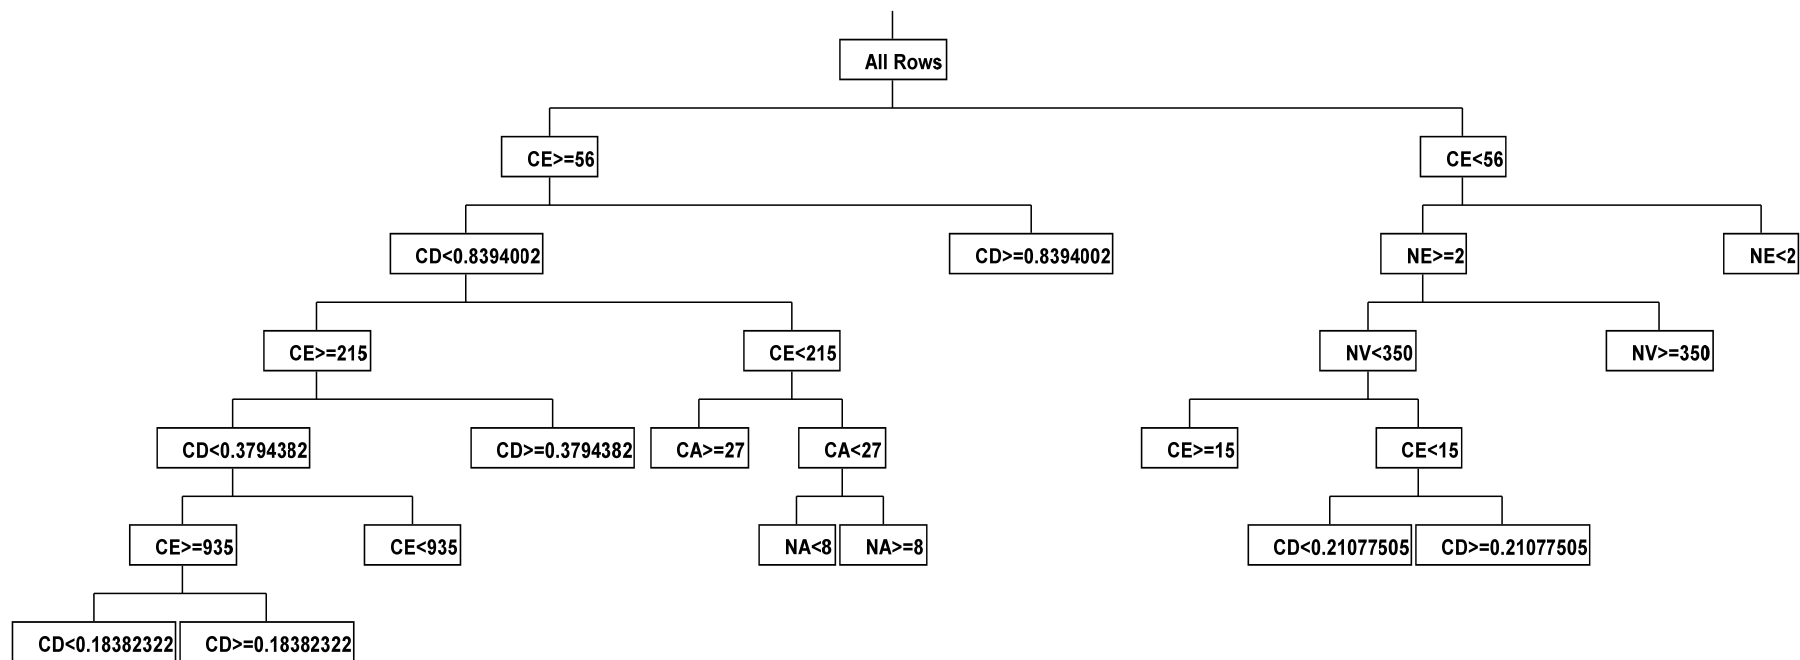 All Rows
CE>=56
CE<56
CD<0.8394002
CD>=0.8394002
NE>=2
NE<2
CE>=215
CE<215
NV<350
NV>=350
CD<0.3794382
CD>=0.3794382
CA>=27
CA<27
CE>=15
CE<15
CE>=935
CE<935
NA<8
NA>=8
CD<0.21077505
CD>=0.21077505
CD<0.18382322
CD>=0.18382322